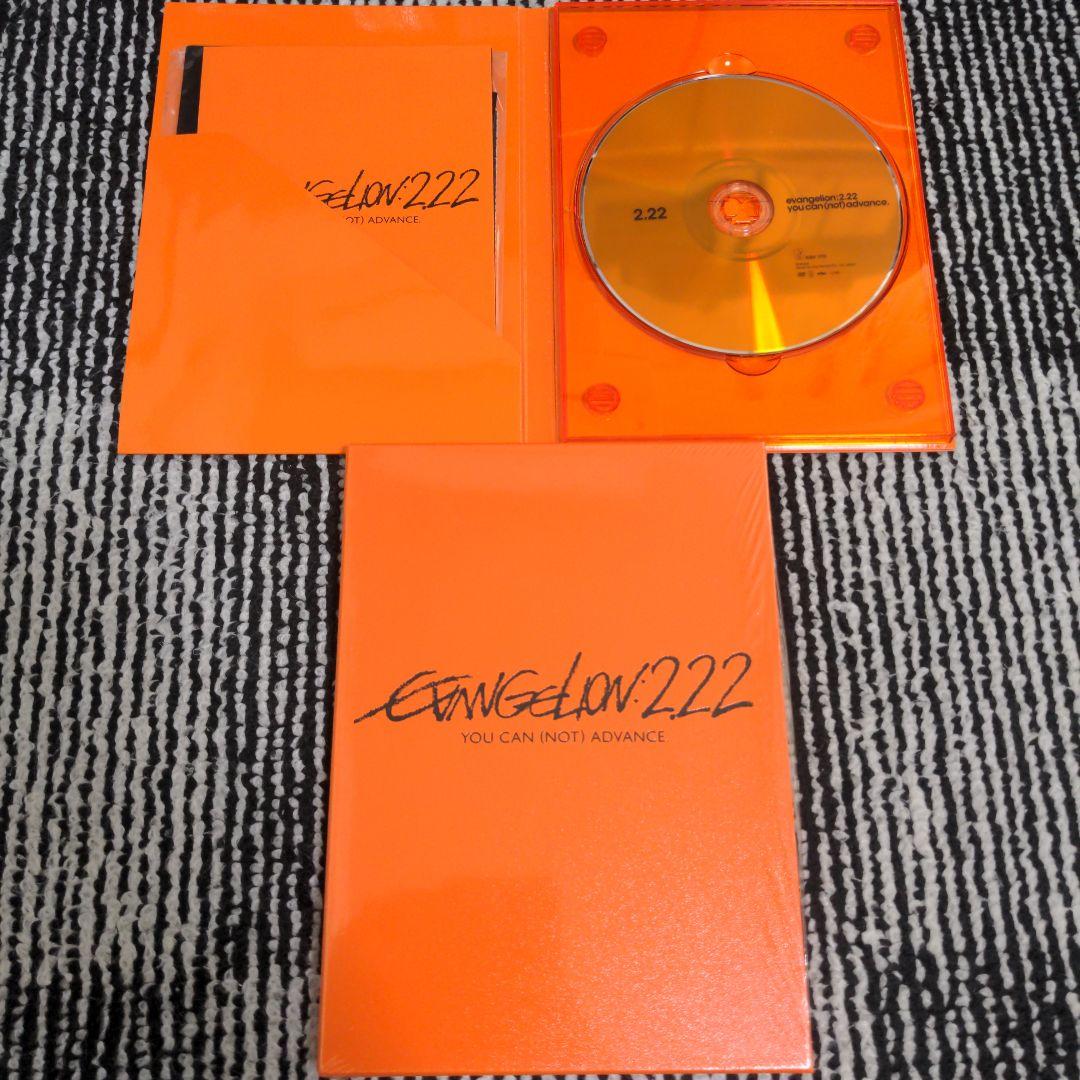 NGELION:2.22
NOT) ADVANCE.
2.22
evangelion:2.22
you can (not) advance.
EVANGELION:2.22
YOU CAN (NOT) ADVANCE.